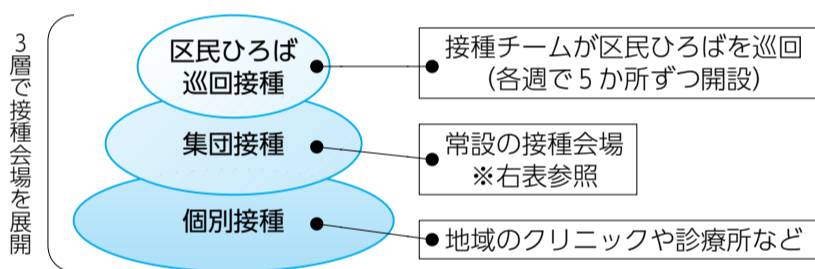 3層で接種会場を展開
区民ひろば
巡回接種
接種チームが区民ひろばを巡回
（各週で５か所ずつ開設）
集団接種
常設の接種会場
※右表参照
個別接種
地域のクリニックや診療所など